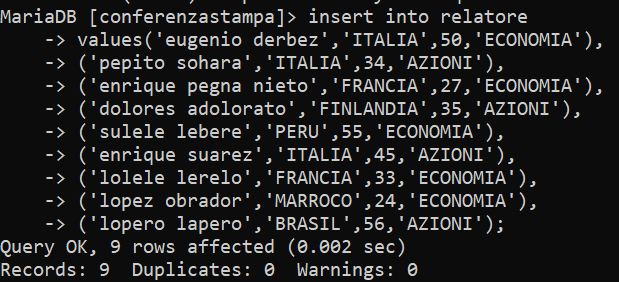 MariaDB [conferenzastampa]> insert into relatore
-> values('eugenio derbez','ITALIA',50,'ECONOMIA'),
-> ('pepito sohara','ITALIA',34,'AZIONI'),
-> ('enrique pegna nieto','FRANCIA',27,'ECONOMIA'),
-> ('dolores adolorato','FINLANDIA',35,'AZIONI'),
-> ('sulele lebere','PERU',55,'ECONOMIA'),
-> ('enrique suarez','ITALIA',45,'AZIONI'),
-> ('lolele lerelo','FRANCIA',33,'ECONOMIA'),
-> ('lopez obrador','MARROCO',24,'ECONOMIA'),
-> ('lopero lapero','BRASIL',56,'AZIONI');
Query OK, 9 rows affected (0.002 sec)
Records: 9  Duplicates: 0  Warnings: 0